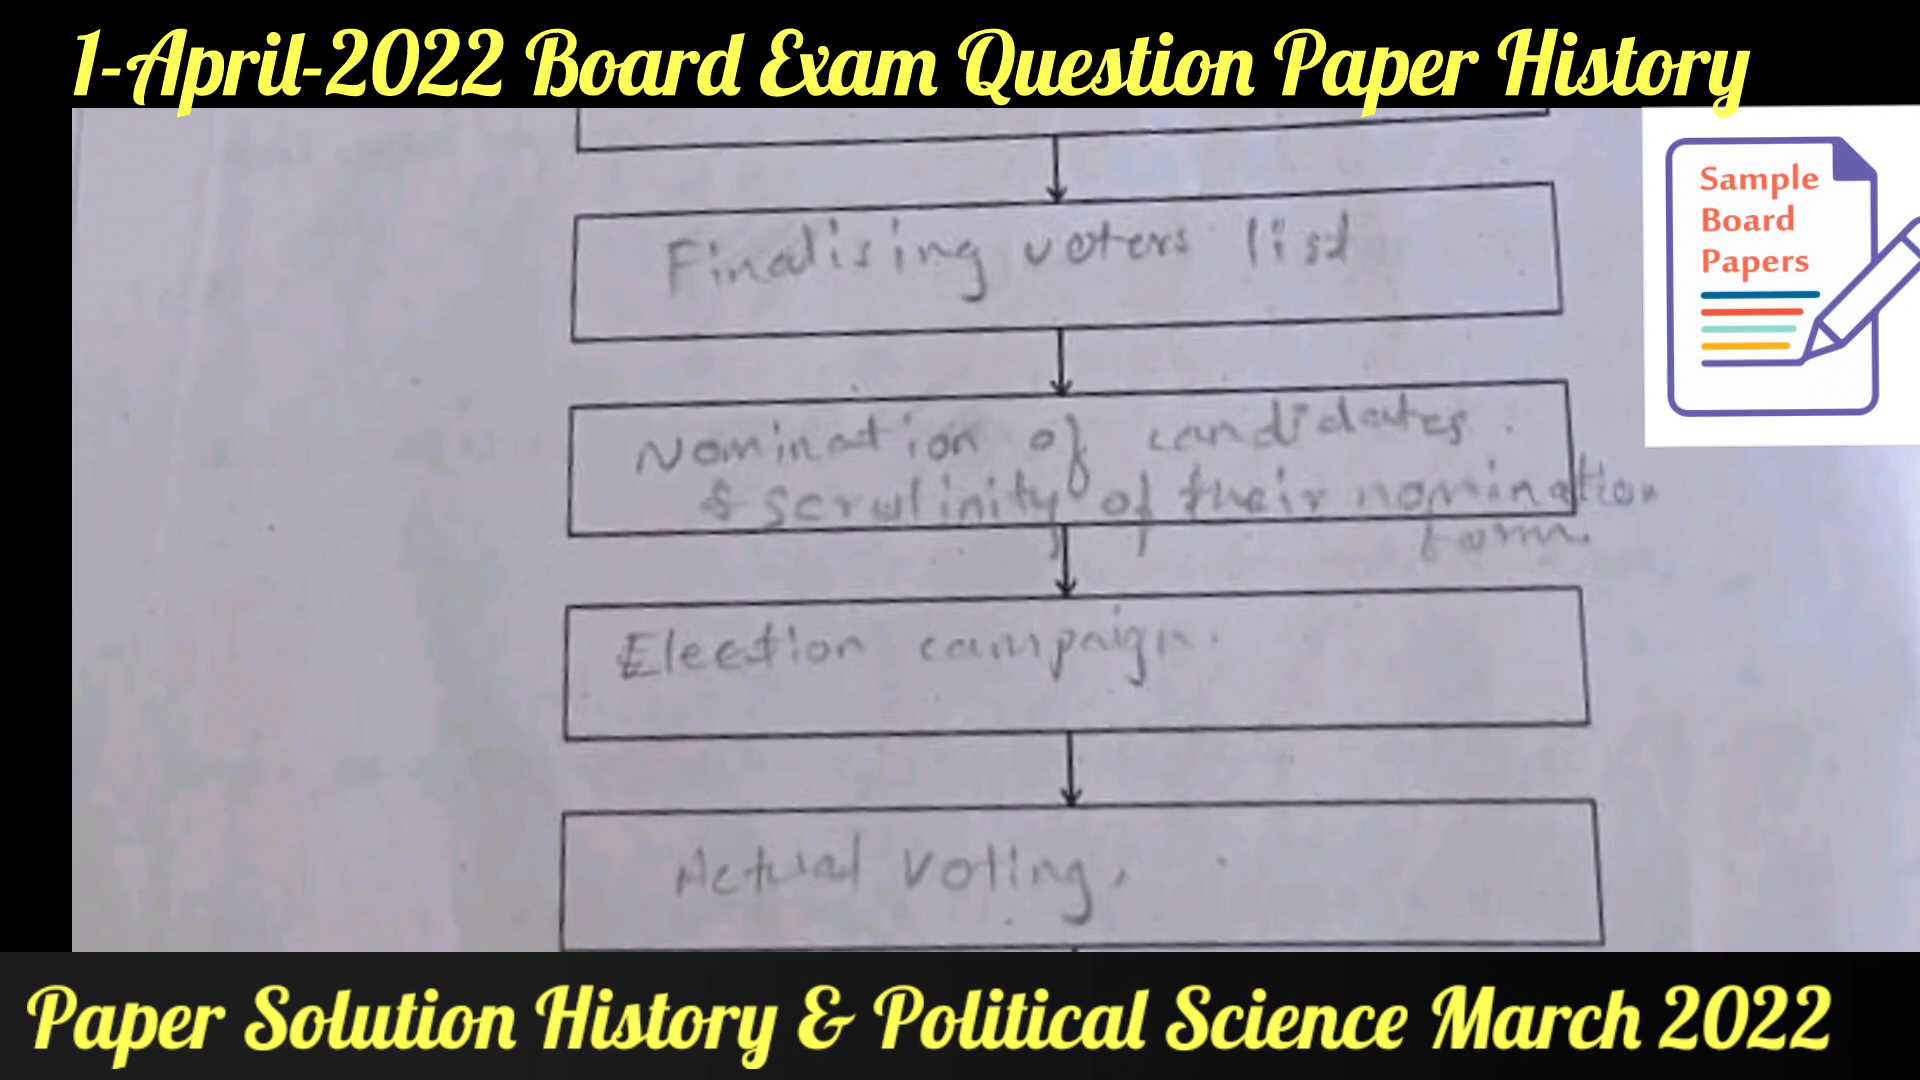 1-April-2022 Board Exam Question Paper History
Sample
Board
Papers
Finalising voters list
Nomination of candidates.
& scrutinity of their nomination
form
Election campaign.
Actual voting.
Paper Solution History & Political Science March 2022